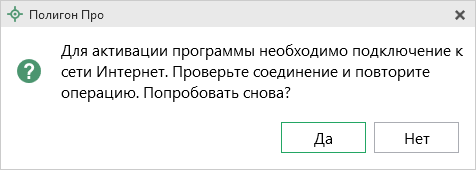 Полигон Про
Для активации программы необходимо подключение к
сети Интернет. Проверьте соединение и повторите
операцию. Попробовать снова?
Да
Нет